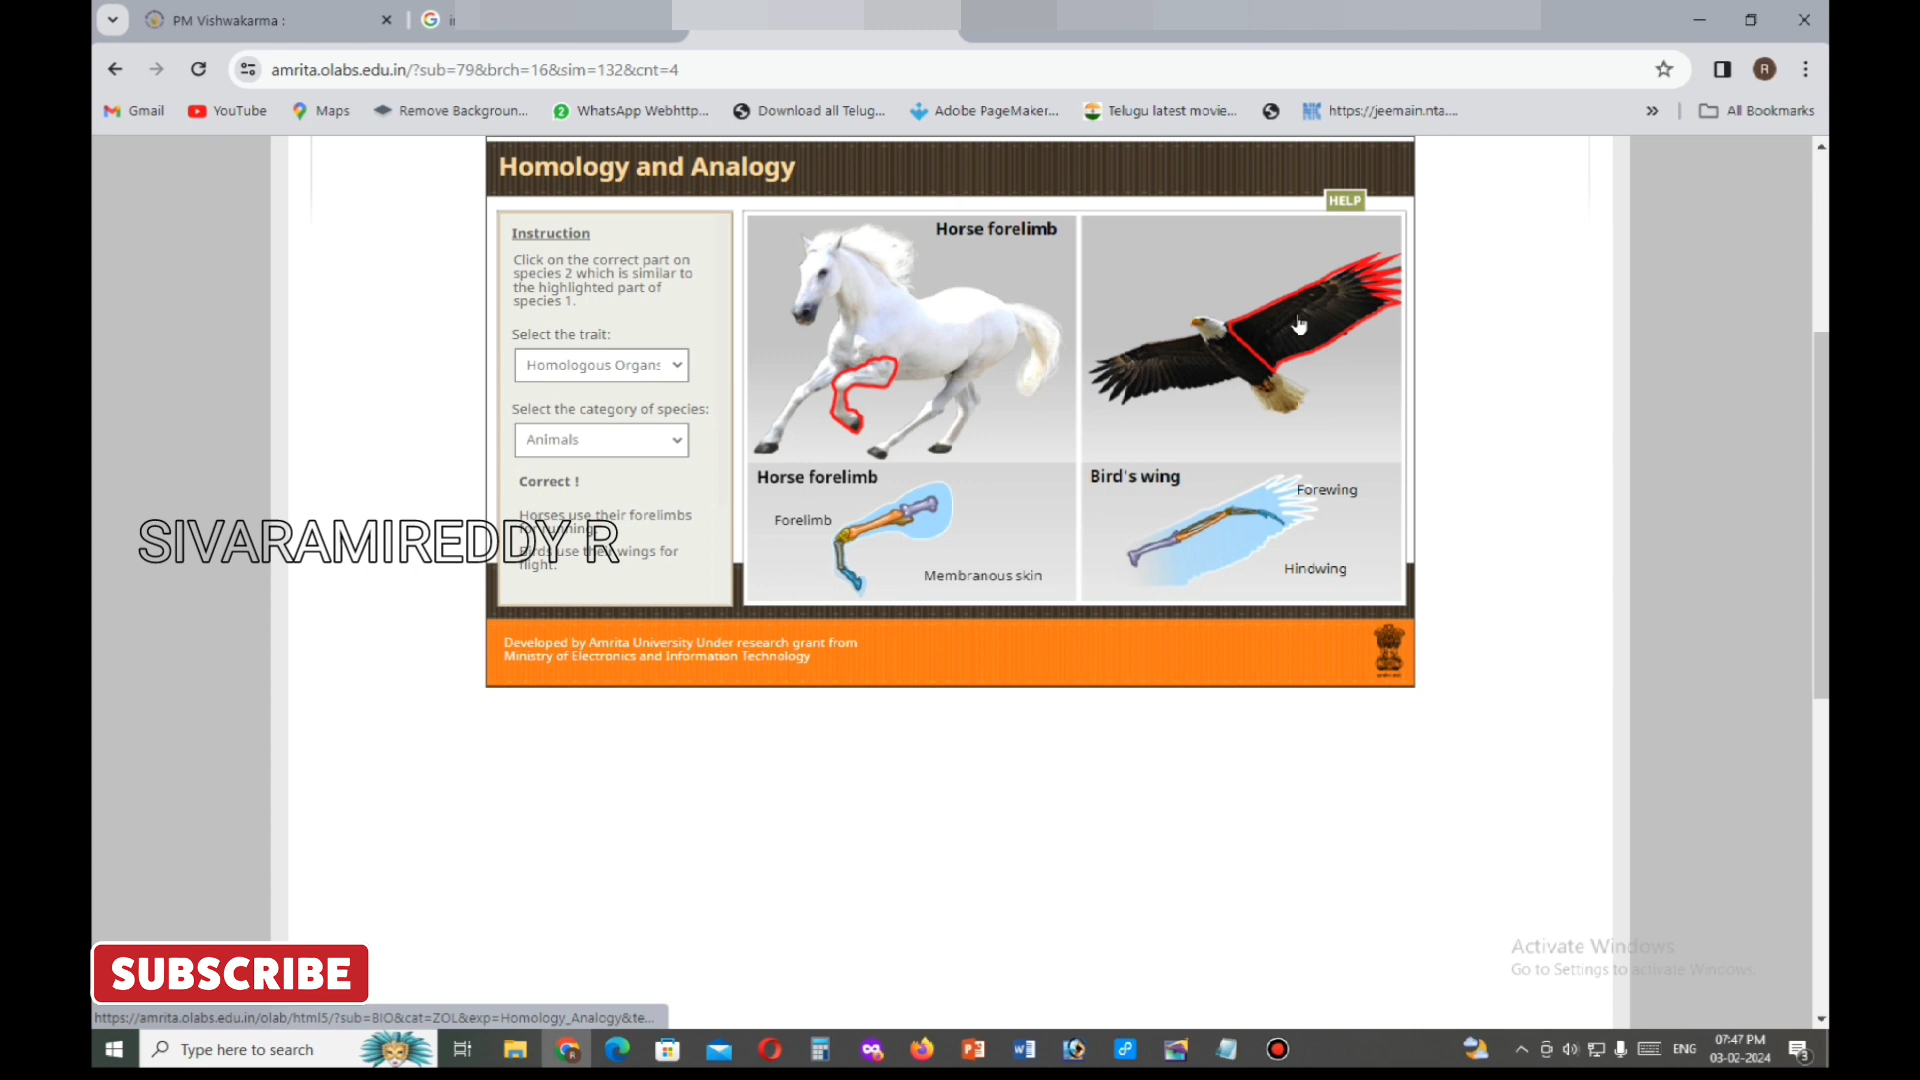 PM Vishwakarma :
amrita.olabs.edu.in/?sub=79&brch=16&sim=132&cnt=4
R
Gmail
YouTube
Maps
Remove Backgroun...
WhatsApp Webhttp...
Download all Telug...
Adobe PageMaker...
Telugu latest movie...
https://jeemain.nta....
All Bookmarks
Homology and Analogy
HELP
Instruction
Click on the correct part on
species 2 which is similar to
the highlighted part of
species 1.
Select the trait:
Homologous Organs
Select the category of species:
Animals
Correct !
Horses use their forelimbs
for running.
Birds use their wings for
flight.
SIVARAMIREDDY R
Horse forelimb
Horse forelimb
Forelimb
Membranous skin
Bird's wing
Forewing
Hindwing
Developed by Amrita University Under research grant from
Ministry of Electronics and Information Technology
Activate Windows
Go to Settings to activate Windows.
SUBSCRIBE
https://amrita.olabs.edu.in/olab/html5/?sub=BIO&cat=ZOL&exp=Homology_Analogy&te...
Type here to search
ENG
07:47 PM
03-02-2024
3